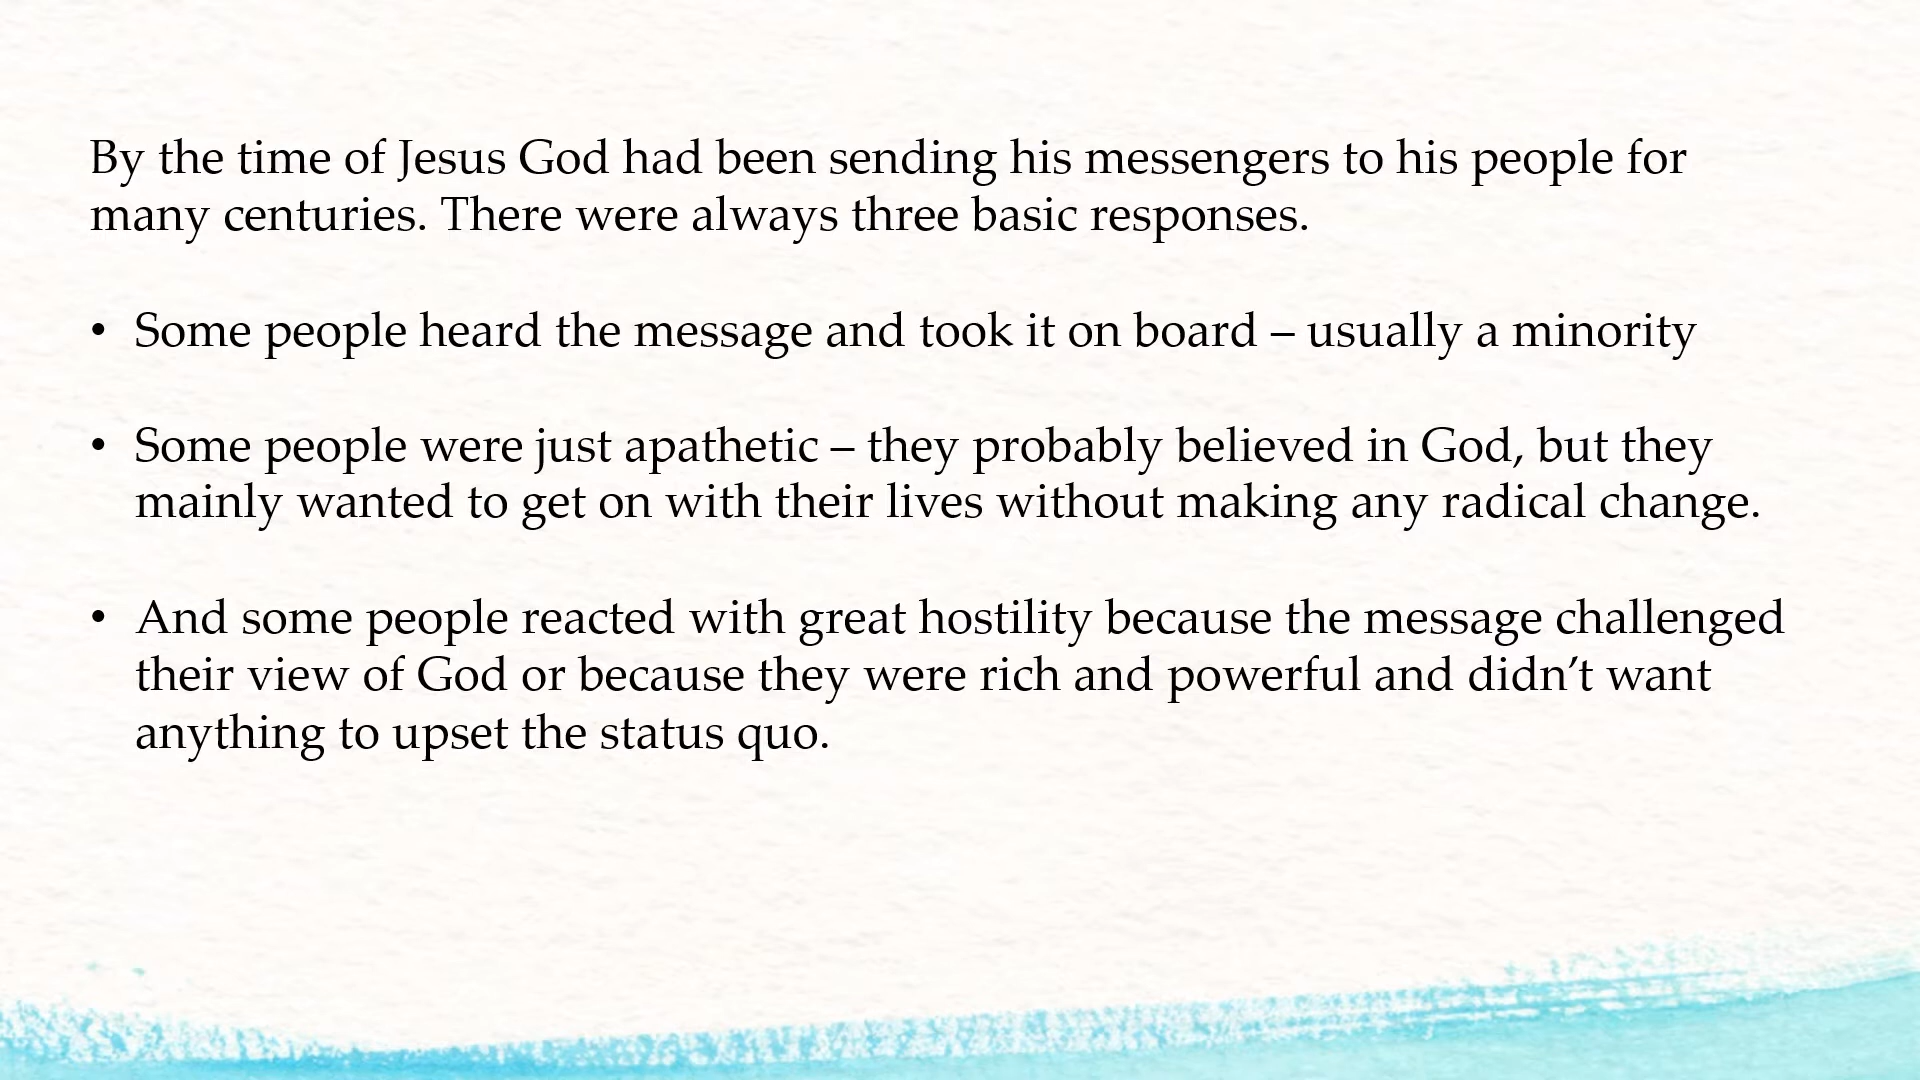 By the time of Jesus God had been sending his messengers to his people for
many centuries. There were always three basic responses.
• Some people heard the message and took it on board – usually a minority
• Some people were just apathetic – they probably believed in God, but they
mainly wanted to get on with their lives without making any radical change.
• And some people reacted with great hostility because the message challenged
their view of God or because they were rich and powerful and didn’t want
anything to upset the status quo.